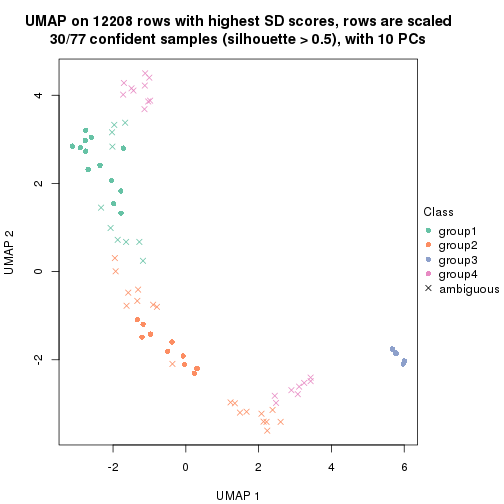 UMAP on 12208 rows with highest SD scores, rows are scaled
30/77 confident samples (silhouette > 0.5), with 10 PCs
4
2
0
-2
UMAP 2
-2
0
2
4
6
UMAP 1
Class
group1
group2
group3
group4
ambiguous